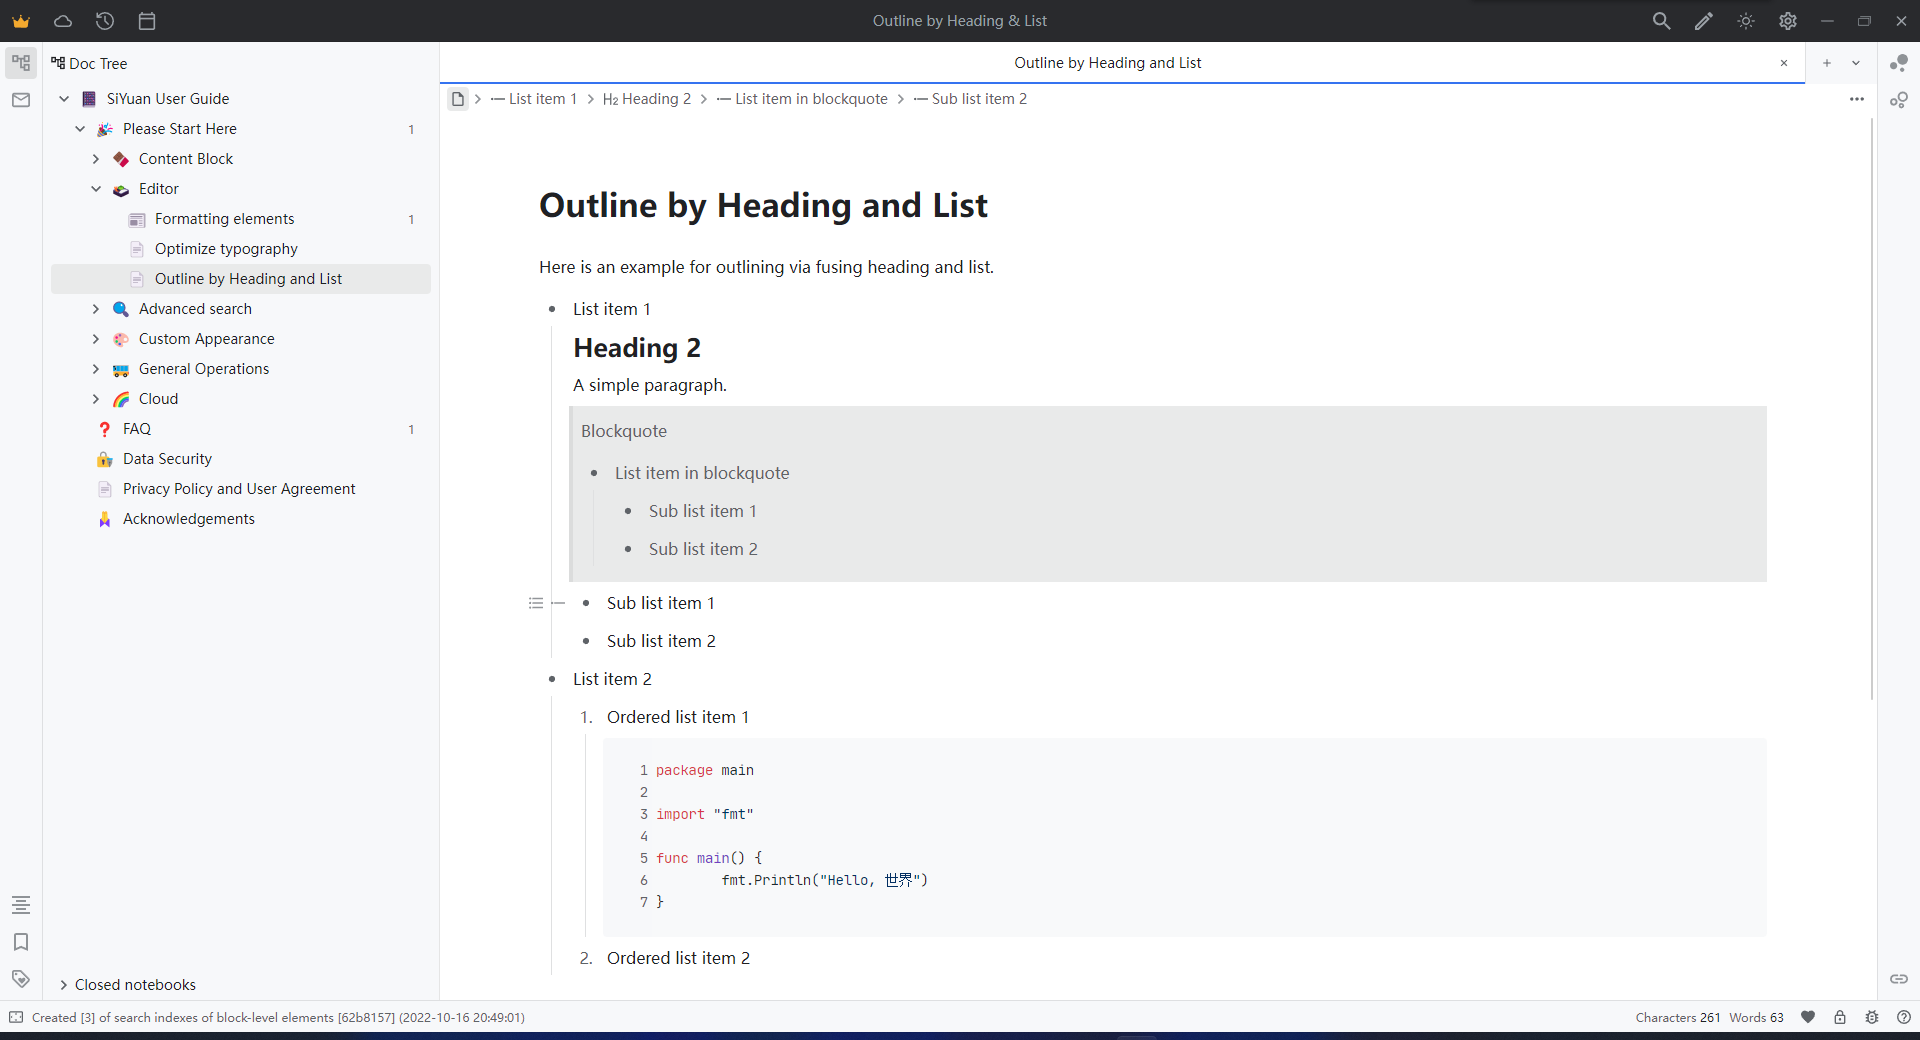 Outline by Heading & List
Doc Tree
SiYuan User Guide
Please Start Here 1
Content Block
Editor
Formatting elements 1
Optimize typography
Outline by Heading and List
Advanced search
Custom Appearance
General Operations
Cloud
FAQ 1
Data Security
Privacy Policy and User Agreement
Acknowledgements
Closed notebooks
Outline by Heading and List
List item 1 > H2 Heading 2 > List item in blockquote > Sub list item 2
Outline by Heading and List
Here is an example for outlining via fusing heading and list.
List item 1
Heading 2
A simple paragraph.
Blockquote
List item in blockquote
Sub list item 1
Sub list item 2
Sub list item 1
Sub list item 2
List item 2
1. Ordered list item 1
1 package main
2
3 import "fmt"
4
5 func main() {
6 fmt.Println("Hello, 世界")
7 }
2. Ordered list item 2
Created [3] of search indexes of block-level elements [62b8157] (2022-10-16 20:49:01)
Characters 261 Words 63